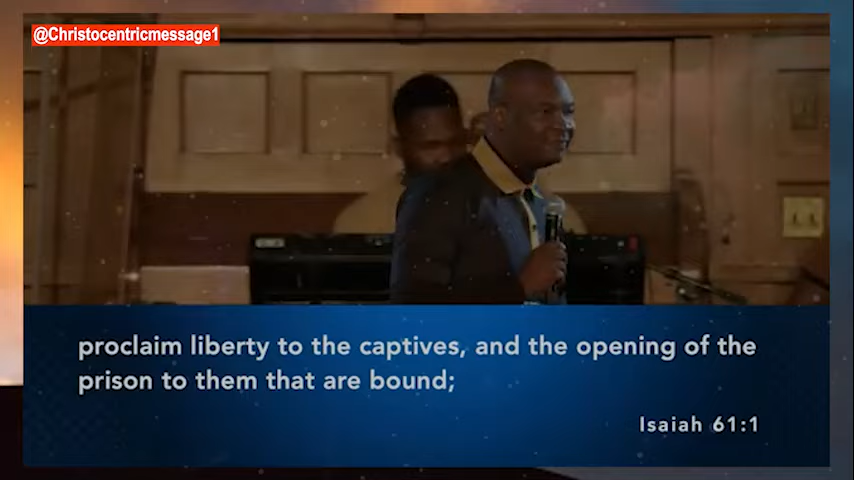 @Christocentricmessage1
proclaim liberty to the captives, and the opening of the
prison to them that are bound;
Isaiah 61:1